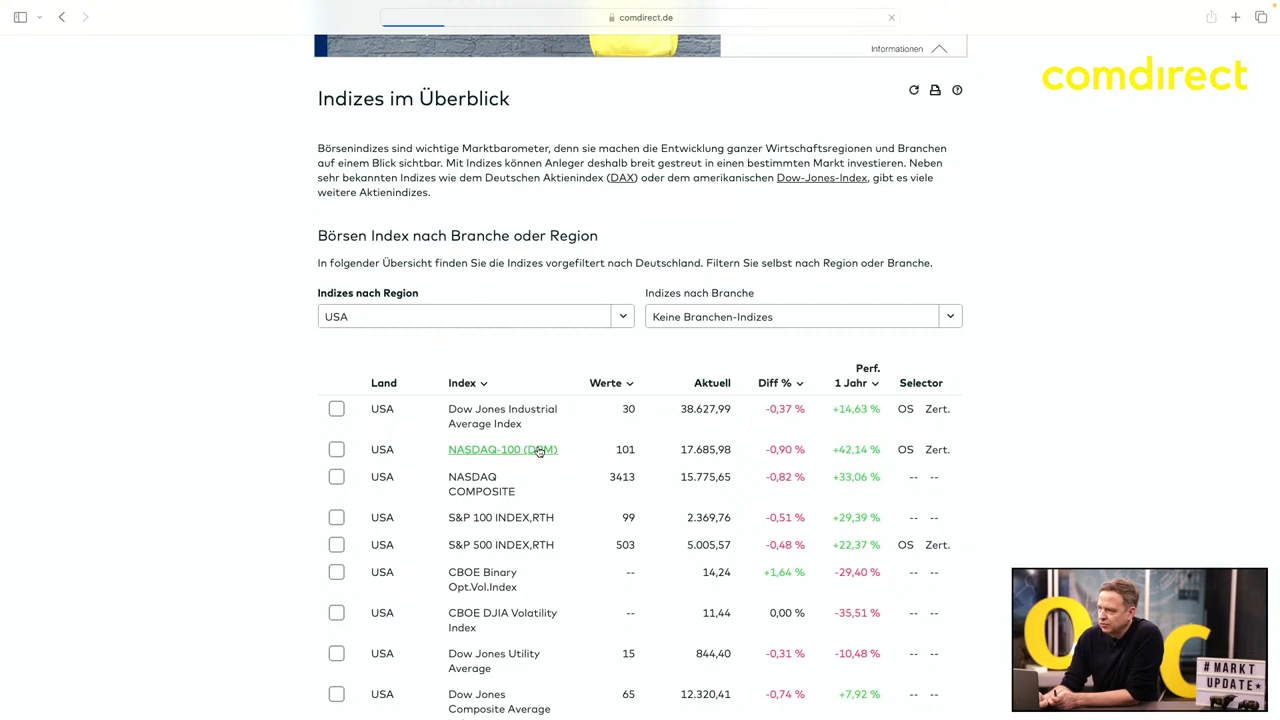 comdirect.de
Informationen
comdirect
Indizes im Überblick
Börsenindizes sind wichtige Marktbarometer, denn sie machen die Entwicklung ganzer Wirtschaftsregionen und Branchen
auf einem Blick sichtbar. Mit Indizes können Anleger deshalb breit gestreut in einen bestimmten Markt investieren. Neben
sehr bekannten Indizes wie dem Deutschen Aktienindex (DAX) oder dem amerikanischen Dow-Jones-Index, gibt es viele
weitere Aktienindizes.
Börsen Index nach Branche oder Region
In folgender Übersicht finden Sie die Indizes vorgefiltert nach Deutschland. Filtern Sie selbst nach Region oder Branche.
Indizes nach Region Indizes nach Branche
USA Keine Branchen-Indizes
Perf.
Land Index Werte Aktuell Diff % 1 Jahr Selector
USA Dow Jones Industrial 30 38.627,99 -0,37 % +14,63 % OS Zert.
Average Index
USA NASDAQ-100 101 17.685,98 -0,90 % +42,14 % OS Zert.
USA NASDAQ 3413 15.775,65 -0,82 % +33,06 % -- --
COMPOSITE
USA S&P 100 INDEX,RTH 99 2.369,76 -0,51 % +29,39 % -- --
USA S&P 500 INDEX,RTH 503 5.005,57 -0,48 % +22,37 % OS Zert.
USA CBOE Binary -- 14,24 +1,64 % -29,40 % -- --
Opt.Vol.Index
USA CBOE DJIA Volatility -- 11,44 0,00 % -35,51 % -- --
Index
USA Dow Jones Utility 15 844,40 -0,31 % -10,48 % -- --
Average
USA Dow Jones 65 12.320,41 -0,74 % +7,92 % -- --
Composite Average
#MARKT
UPDATE